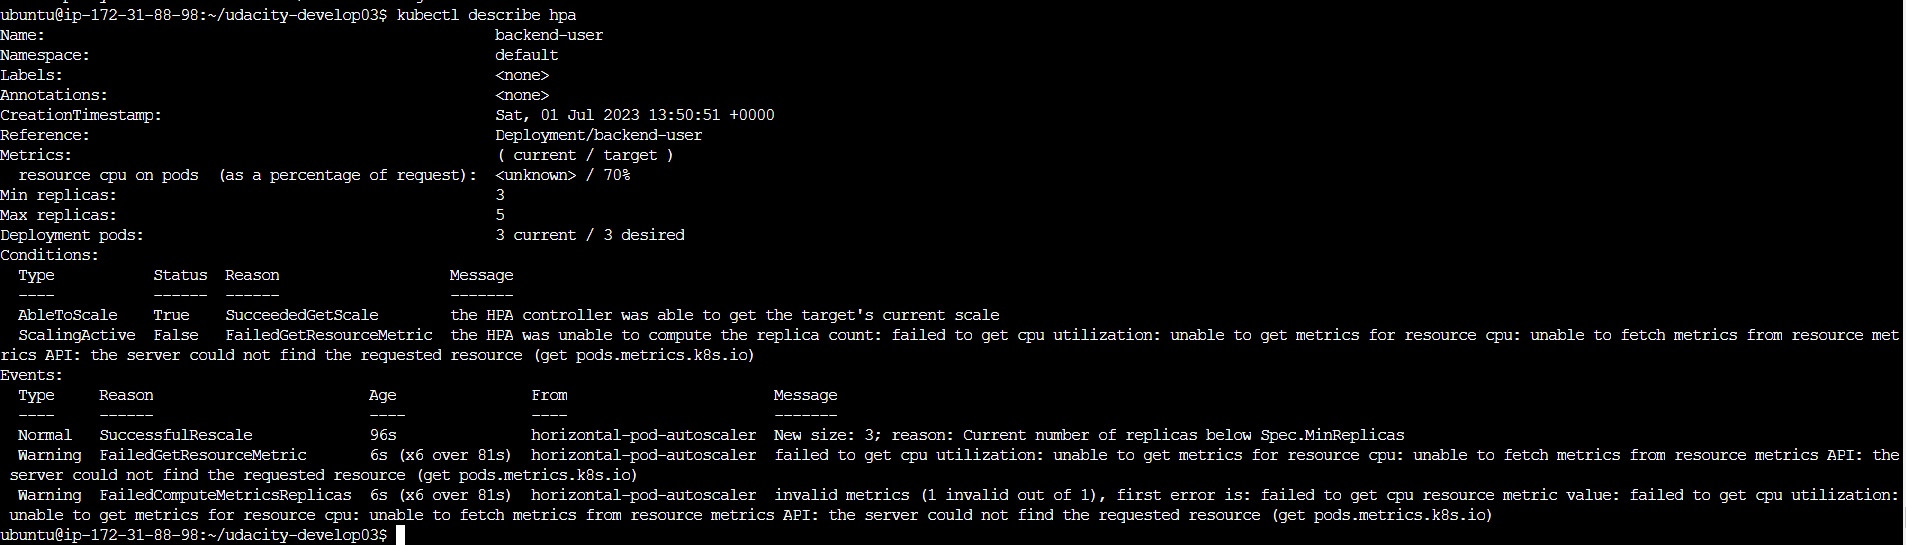 ubuntu@ip-172-31-88-98:~/udacity-develop03$ kubectl describe hpa
Name:                                                  backend-user
Namespace:                                             default
Labels:                                                <none>
Annotations:                                           <none>
CreationTimestamp:                                     Sat, 01 Jul 2023 13:50:51 +0000
Reference:                                             Deployment/backend-user
Metrics:                                               ( current / target )
  resource cpu on pods  (as a percentage of request):  <unknown> / 70%
Min replicas:                                          3
Max replicas:                                          5
Deployment pods:                                       3 current / 3 desired
Conditions:
  Type           Status  Reason                   Message
  ----           ------  ------                   -------
  AbleToScale    True    SucceededGetScale        the HPA controller was able to get the target's current scale
  ScalingActive  False   FailedGetResourceMetric  the HPA was unable to compute the replica count: failed to get cpu utilization: unable to get metrics for resource cpu: unable to fetch metrics from resource met
rics API: the server could not find the requested resource (get pods.metrics.k8s.io)
Events:
  Type     Reason                        Age               From                       Message
  ----     ------                        ----              ----                       -------
  Normal   SuccessfulRescale             96s               horizontal-pod-autoscaler  New size: 3; reason: Current number of replicas below Spec.MinReplicas
  Warning  FailedGetResourceMetric       6s (x6 over 81s)  horizontal-pod-autoscaler  failed to get cpu utilization: unable to get metrics for resource cpu: unable to fetch metrics from resource metrics API: the
 server could not find the requested resource (get pods.metrics.k8s.io)
  Warning  FailedComputeMetricsReplicas  6s (x6 over 81s)  horizontal-pod-autoscaler  invalid metrics (1 invalid out of 1), first error is: failed to get cpu resource metric value: failed to get cpu utilization:
 unable to get metrics for resource cpu: unable to fetch metrics from resource metrics API: the server could not find the requested resource (get pods.metrics.k8s.io)
ubuntu@ip-172-31-88-98:~/udacity-develop03$